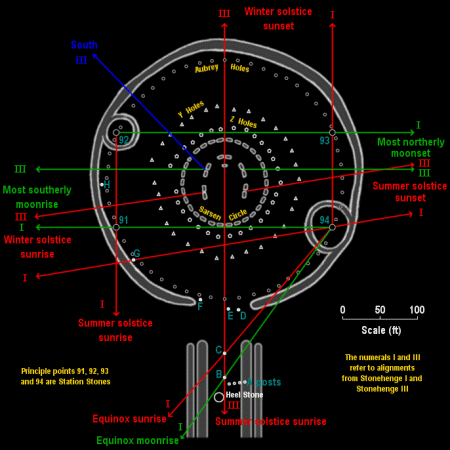 III
Winter solstice
sunset
I
South
III
Aubrey Holes
Y Holes
Z Holes
92
93
I
Most northerly
moonset
III
III
III
H
Most southerly
moonrise
Summer solstice
sunset
III
I
91
Sarsen Circle
94
I
Winter solstice
sunrise
I
G
I
Summer solstice
sunrise
F
E
D
0 50 100
Scale (ft)
C
Principle points 91, 92, 93
and 94 are Station Stones
The numerals I and III
refer to alignments
from Stonehenge I and
Stonehenge III
B
posts
Heel Stone
III
I
Equinox sunrise
Summer solstice sunrise
I
Equinox moonrise